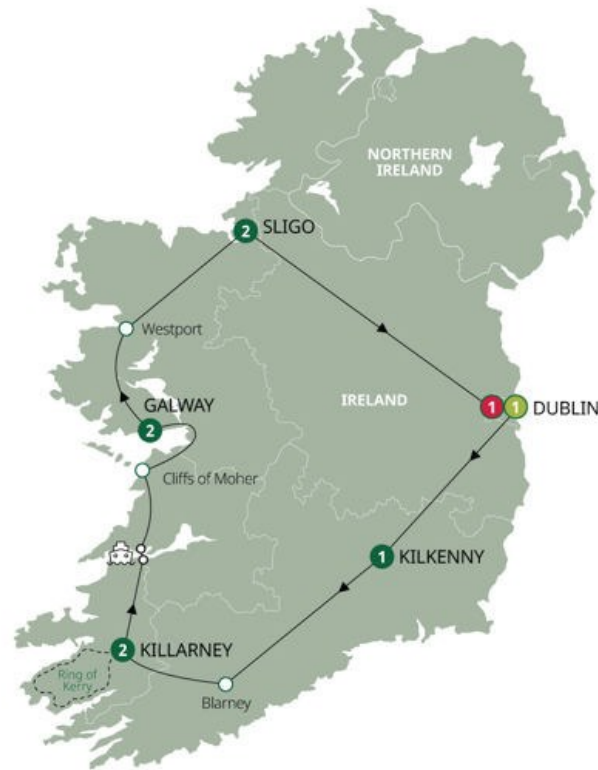 NORTHERN
IRELAND
2 SLIGO
Westport
GALWAY
2
IRELAND
1 1 DUBLIN
Cliffs of Moher
1 KILKENNY
2 KILLARNEY
Ring of
Kerry
Blarney